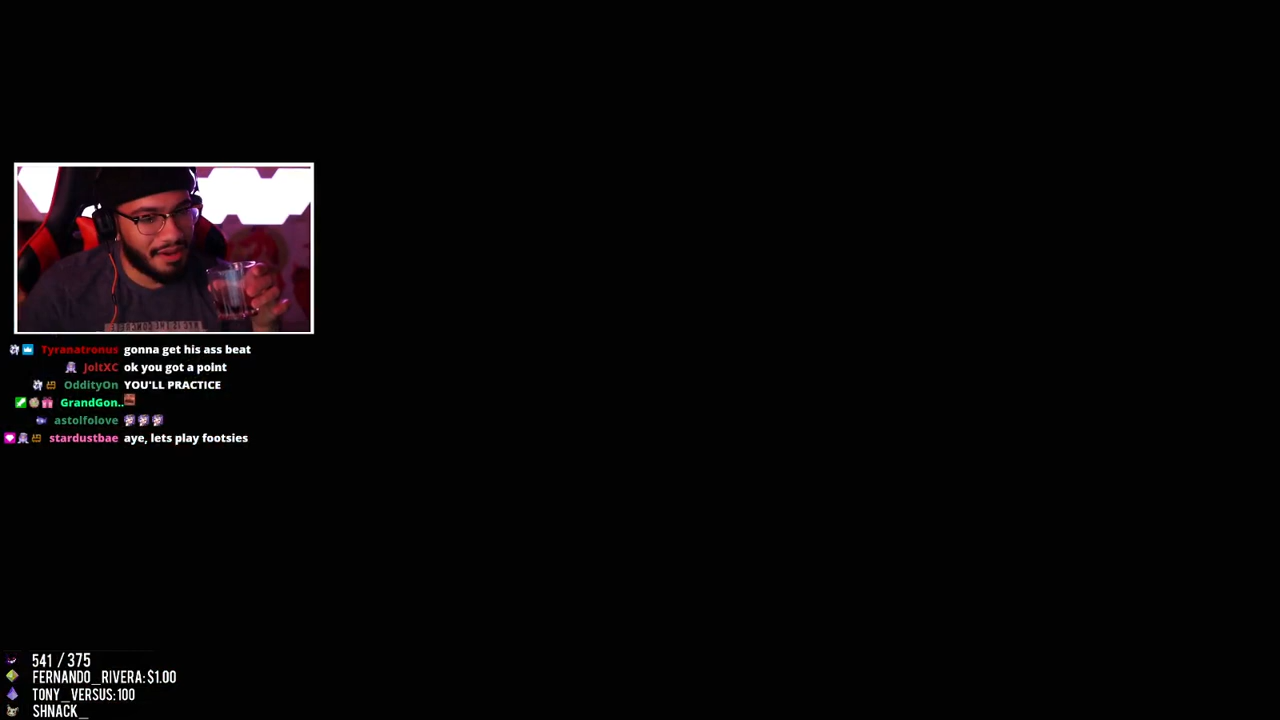 Tyranatronus gonna get his ass beat
JoltXC ok you got a point
OddityOn YOU'LL PRACTICE
GrandGon..
astolfolove
stardustbae aye, lets play footsies
541 / 375
FERNANDO_RIVERA: $1.00
TONY_VERSUS: 100
SHNACK_